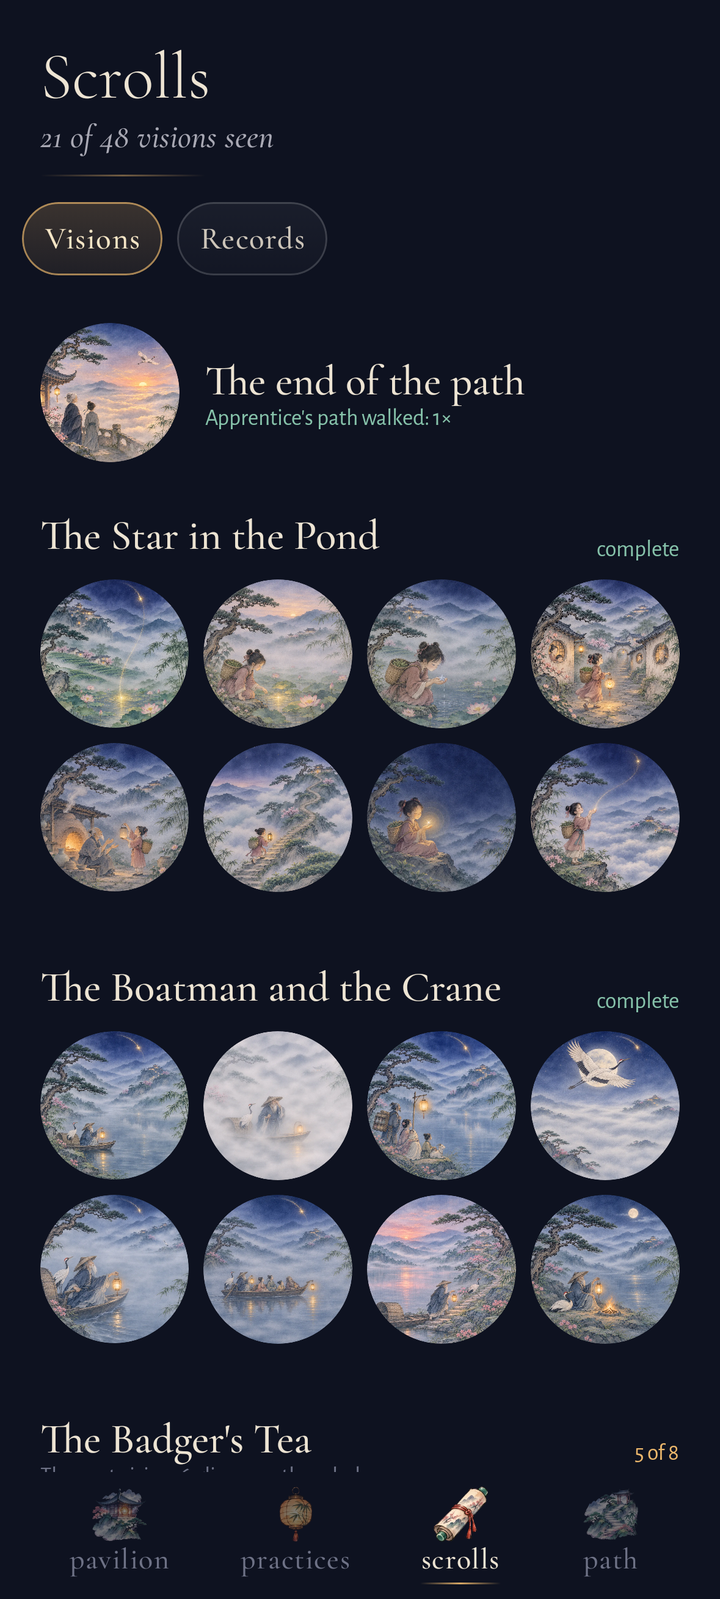 Scrolls
21 of 48 visions seen
Visions
Records
The end of the path
Apprentice's path walked: 1×
The Star in the Pond
complete
The Boatman and the Crane
complete
The Badger's Tea
5 of 8
pavilion
practices
scrolls
path